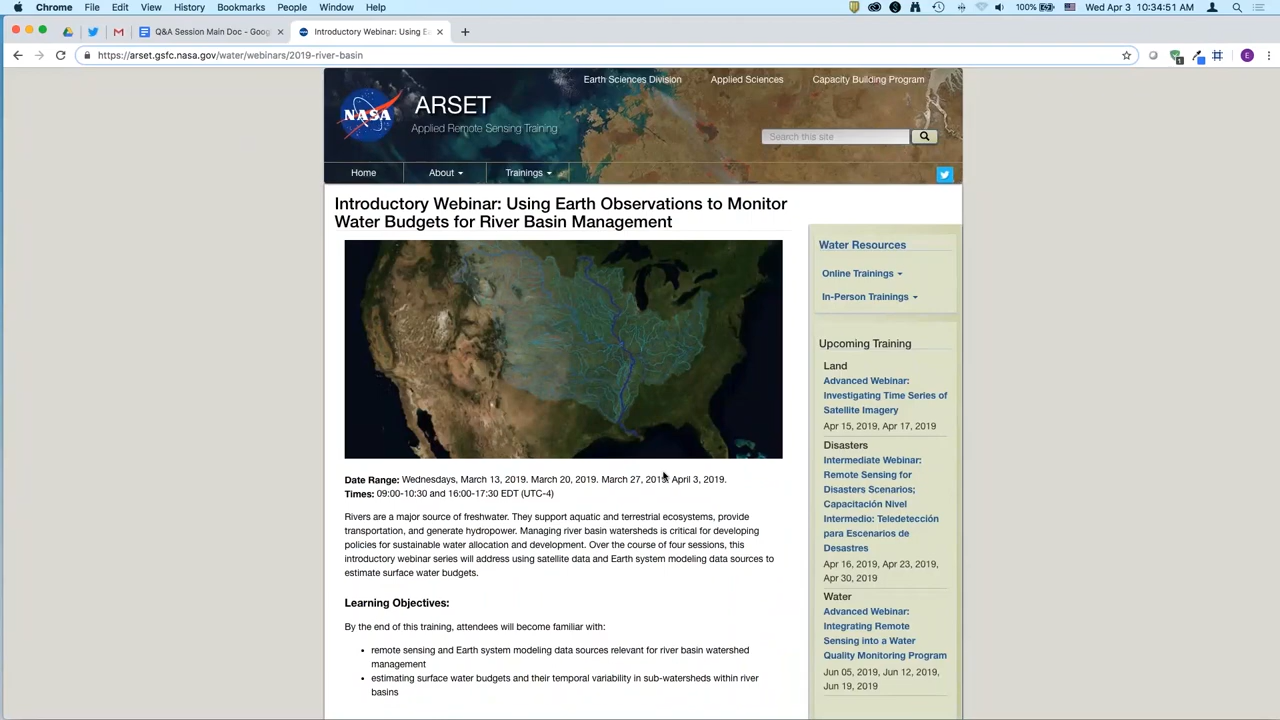 Chrome File Edit View History Bookmarks People Window Help 100% Wed Apr 3 10:34:51 AM
Q&A Session Main Doc - Goog
Introductory Webinar: Using Ea
https://arset.gsfc.nasa.gov/water/webinars/2019-river-basin
E
Earth Sciences Division Applied Sciences Capacity Building Program
NASA
ARSET
Applied Remote Sensing Training
Search this site
Home About Trainings
Introductory Webinar: Using Earth Observations to Monitor
Water Budgets for River Basin Management
Date Range: Wednesdays, March 13, 2019. March 20, 2019. March 27, 2019. April 3, 2019.
Times: 09:00-10:30 and 16:00-17:30 EDT (UTC-4)
Rivers are a major source of freshwater. They support aquatic and terrestrial ecosystems, provide
transportation, and generate hydropower. Managing river basin watersheds is critical for developing
policies for sustainable water allocation and development. Over the course of four sessions, this
introductory webinar series will address using satellite data and Earth system modeling data sources to
estimate surface water budgets.
Learning Objectives:
By the end of this training, attendees will become familiar with:
• remote sensing and Earth system modeling data sources relevant for river basin watershed
management
• estimating surface water budgets and their temporal variability in sub-watersheds within river
basins
Water Resources
Online Trainings
In-Person Trainings
Upcoming Training
Land
Advanced Webinar:
Investigating Time Series of
Satellite Imagery
Apr 15, 2019, Apr 17, 2019
Disasters
Intermediate Webinar:
Remote Sensing for
Disasters Scenarios;
Capacitación Nivel
Intermedio: Teledetección
para Escenarios de
Desastres
Apr 16, 2019, Apr 23, 2019,
Apr 30, 2019
Water
Advanced Webinar:
Integrating Remote
Sensing into a Water
Quality Monitoring Program
Jun 05, 2019, Jun 12, 2019,
Jun 19, 2019